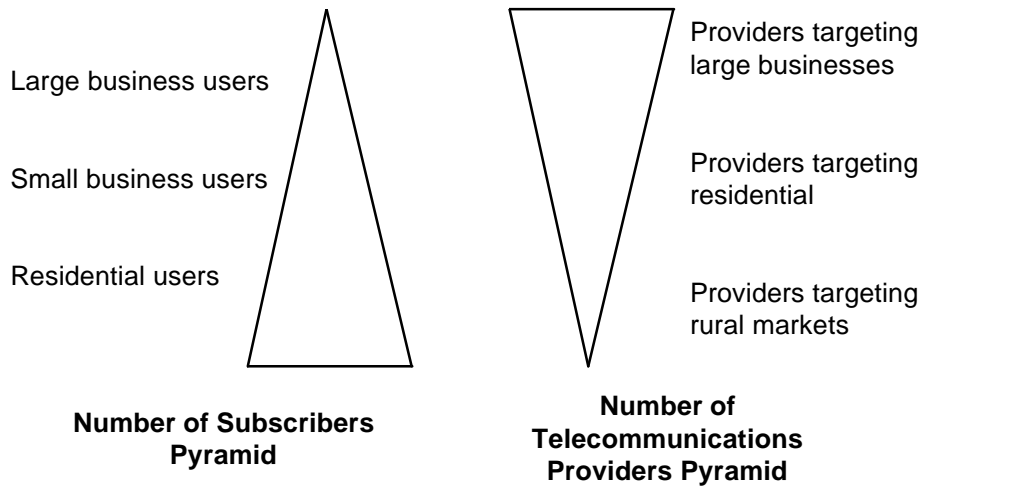 Large business users
Small business users
Residential users
Number of Subscribers
Pyramid
Providers targeting
large businesses
Providers targeting
residential
Providers targeting
rural markets
Number of
Telecommunications
Providers Pyramid